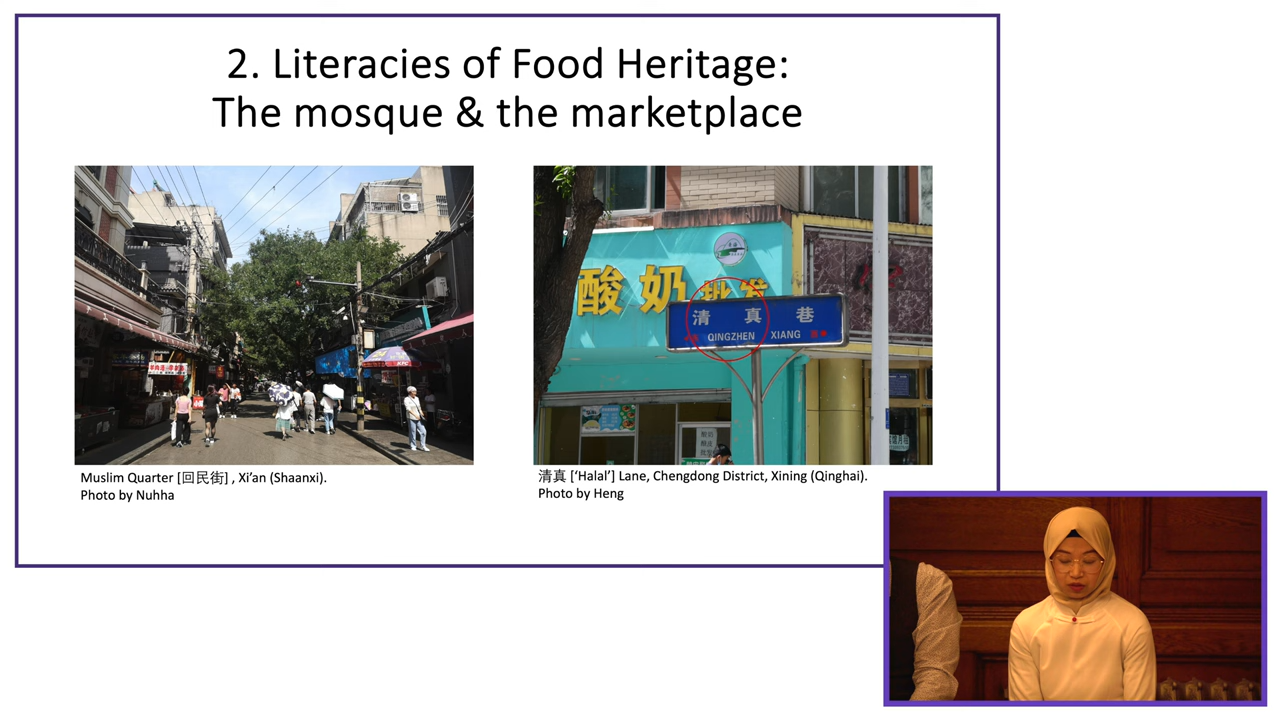 2. Literacies of Food Heritage:
The mosque & the marketplace
酸奶批发
清 真 巷
QINGZHEN XIANG
Muslim Quarter [回民街] , Xi’an (Shaanxi).
Photo by Nuhha
清真 [‘Halal’] Lane, Chengdong District, Xining (Qinghai).
Photo by Heng